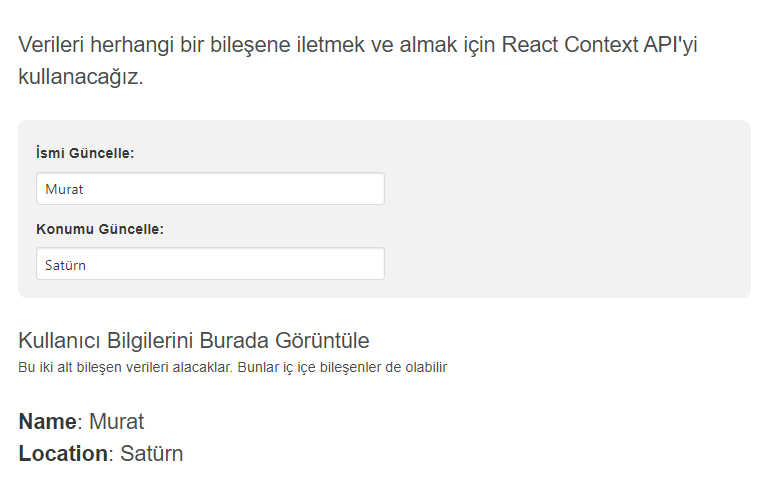 Verileri herhangi bir bileşene iletmek ve almak için React Context API'yi
kullanacağız.
İsmi Güncelle:
Murat
Konumu Güncelle:
Satürn
Kullanıcı Bilgilerini Burada Görüntüle
Bu iki alt bileşen verileri alacaklar. Bunlar iç içe bileşenler de olabilir
Name: Murat
Location: Satürn